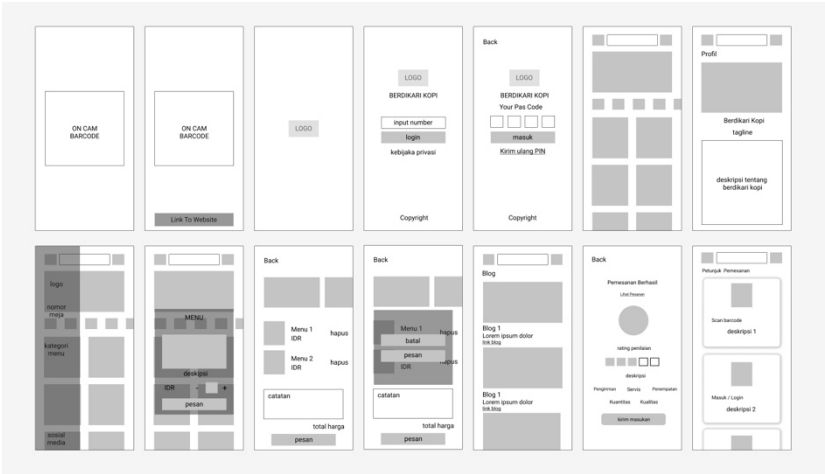 ON CAM
BARCODE
ON CAM
BARCODE
Link To Website
LOGO
LOGO
BERDIKARI KOPI
input number
login
kebijaka privasi
Copyright
Back
LOGO
BERDIKARI KOPI
Your Pas Code
masuk
Kirim ulang PIN
Copyright
Profil
Berdikari Kopi
tagline
deskripsi tentang
berdikari kopi
logo
nomor
meja
kategori
menu
sosial
media
MENU
deskipsi
IDR - +
pesan
Back
Menu 1
IDR
hapus
Menu 2
IDR
hapus
catatan
total harga
pesan
Back
Menu 1
hapus
batal
pesan
IDR
hapus
catatan
total harga
pesan
Blog
Blog 1
Lorem ipsum dolor
link blog
Blog 1
Lorem ipsum dolor
link blog
Back
Pemesanan Berhasil
Lihat Pesanan
rating penilaian
deskripsi
Pengiriman Servis Penempatan
Kuantitas Kualitas
kirim masukan
Petunjuk Pemesanan
Scan barcode
deskripsi 1
Masuk / Login
deskripsi 2